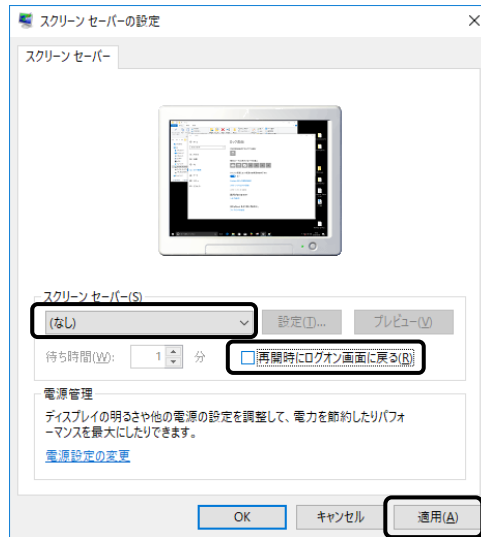 スクリーン セーバーの設定
スクリーン セーバー
スクリーン セーバー(S)
(なし)
設定(T)...
プレビュー(V)
待ち時間(W):
1
分
再開時にログオン画面に戻る(R)
電源管理
ディスプレイの明るさや他の電源の設定を調整して、電力を節約したりパフォ
ーマンスを最大にしたりできます。
電源設定の変更
OK
キャンセル
適用(A)